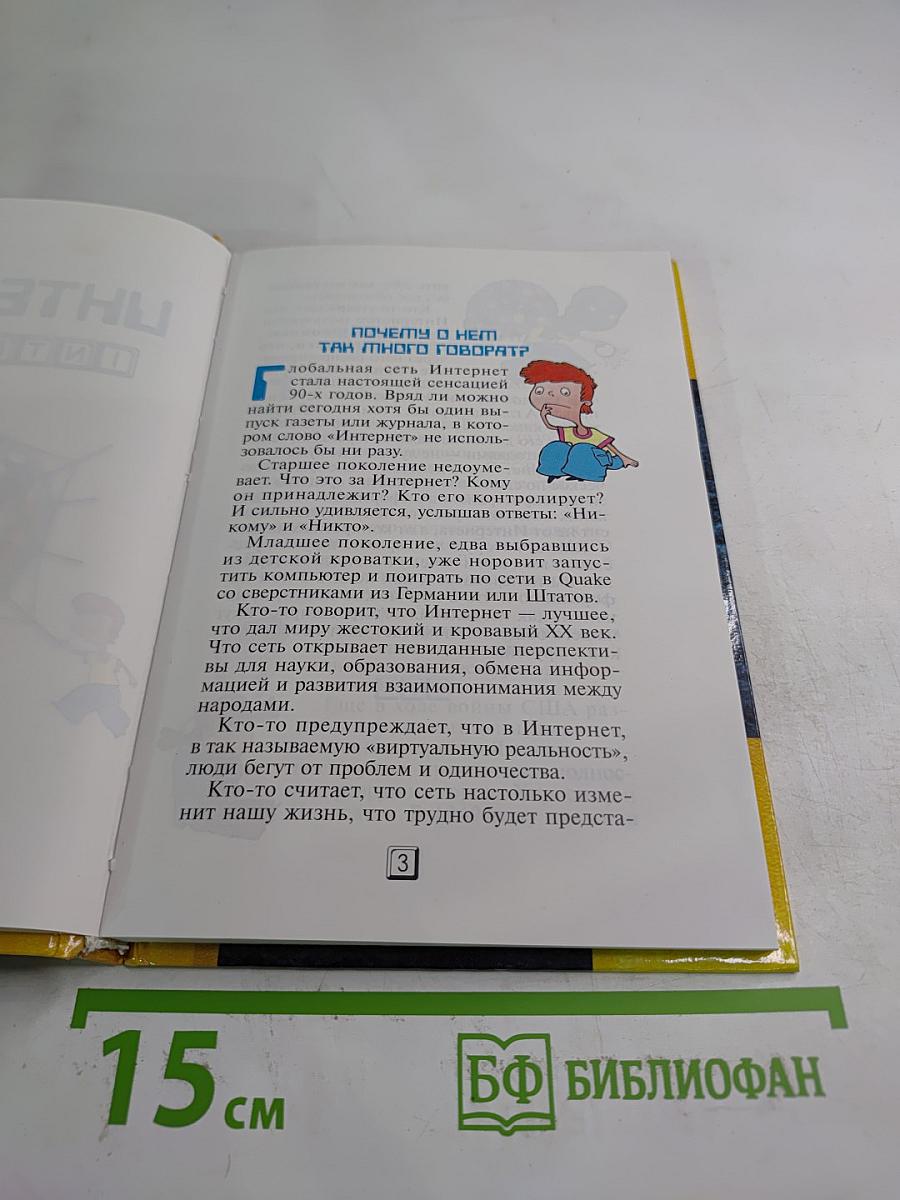 ПОЧЕМУ О НЕМ
ТАК МНОГО ГОВОРЯТ?
Глобальная сеть Интернет
стала настоящей сенсацией
90-х годов. Вряд ли можно
найти сегодня хотя бы один вы-
пуск газеты или журнала, в кото-
ром слово «Интернет» не исполь-
зовалось бы ни разу.
Старшее поколение недоуме-
вает. Что это за Интернет? Кому
он принадлежит? Кто его контролирует?
И сильно удивляется, услышав ответы: «Ни-
кому» и «Никто».
Младшее поколение, едва выбравшись
из детской кроватки, уже норовит запус-
тить компьютер и поиграть по сети в Quake
со сверстниками из Германии или Штатов.
Кто-то говорит, что Интернет — лучшее,
что дал миру жестокий и кровавый XX век.
Что сеть открывает невиданные перспекти-
вы для науки, образования, обмена инфор-
мацией и развития взаимопонимания между
народами.
Кто-то предупреждает, что в Интернет,
в так называемую «виртуальную реальность»,
люди бегут от проблем и одиночества.
Кто-то считает, что сеть настолько изме-
нит нашу жизнь, что трудно будет предста-
3
15 см
БФ БИБЛИОФАН